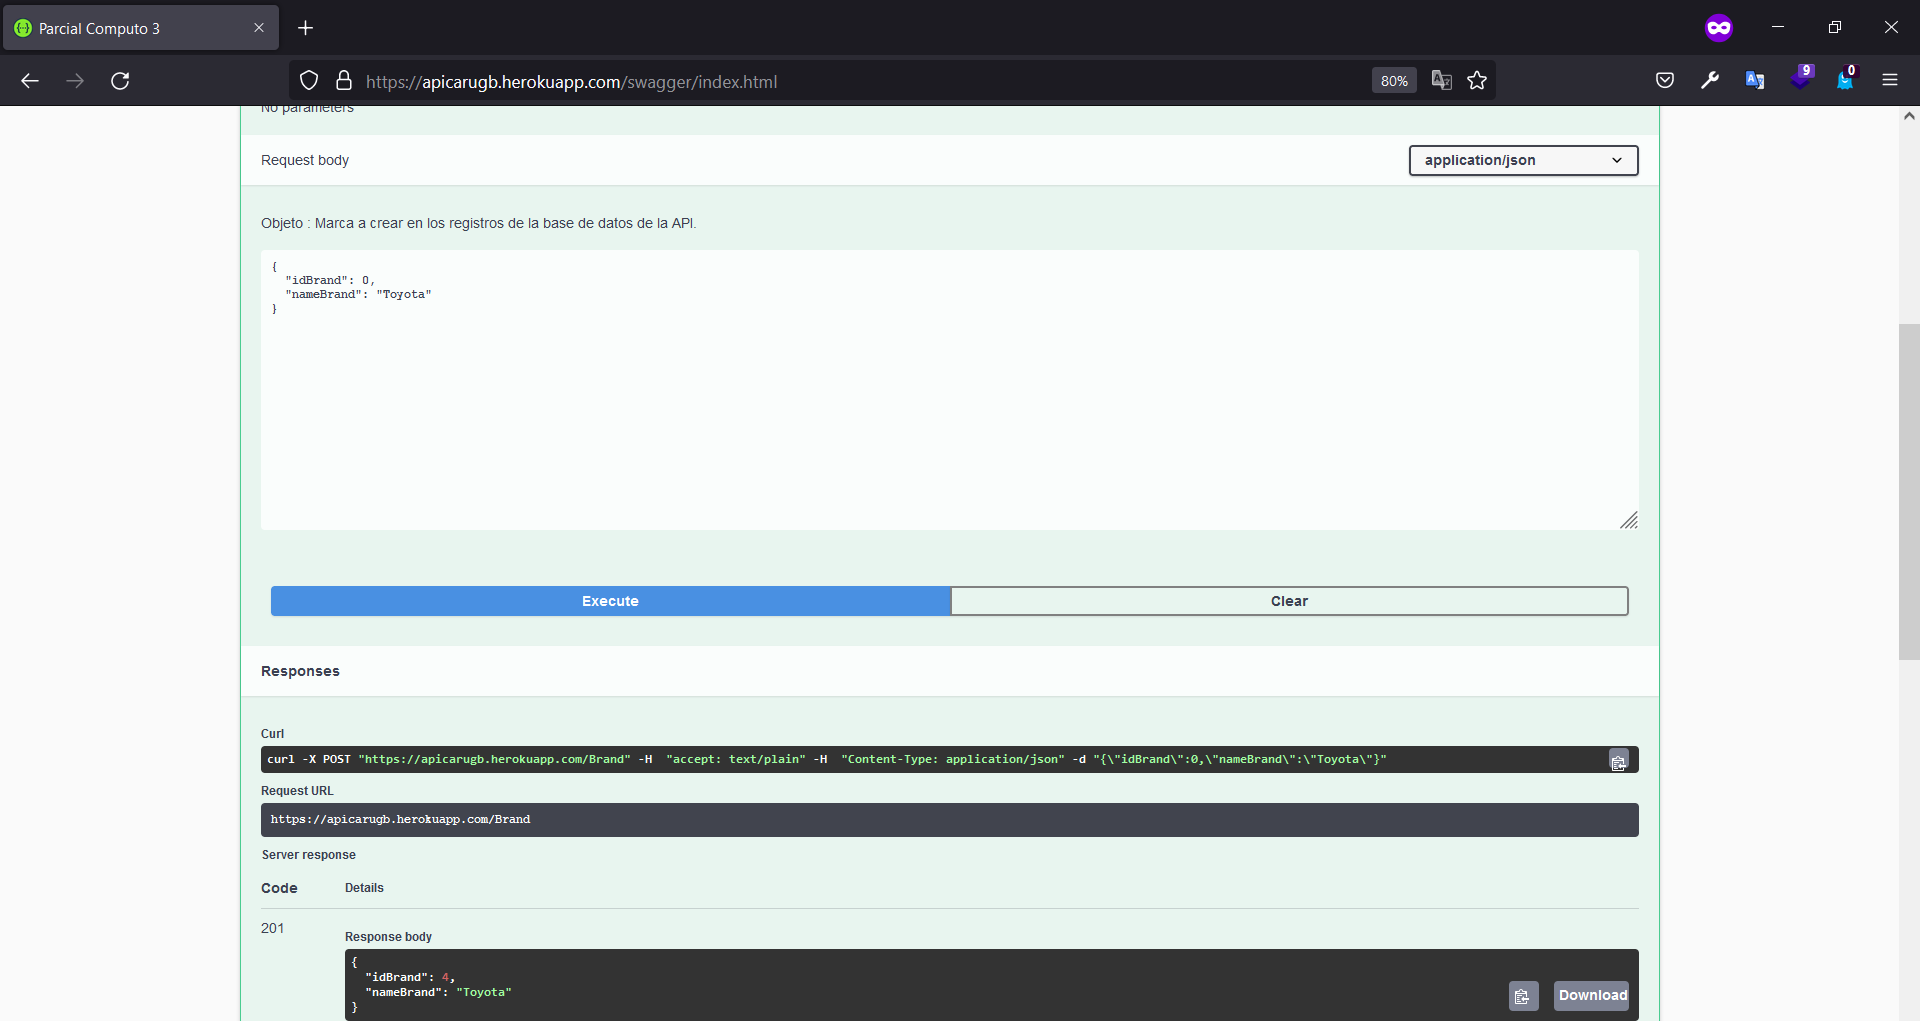 Parcial Computo 3
https://apicarugb.herokuapp.com/swagger/index.html
80%
9
0
No parameters
Request body
application/json
Objeto : Marca a crear en los registros de la base de datos de la API.
{
"idBrand": 0,
"nameBrand": "Toyota"
}
Execute
Clear
Responses
Curl
curl -X POST "https://apicarugb.herokuapp.com/Brand" -H  "accept: text/plain" -H  "Content-Type: application/json" -d "{\"idBrand\":0,\"nameBrand\":\"Toyota\"}"
Request URL
https://apicarugb.herokuapp.com/Brand
Server response
Code
Details
201
Response body
{
"idBrand": 4,
"nameBrand": "Toyota"
}
Download